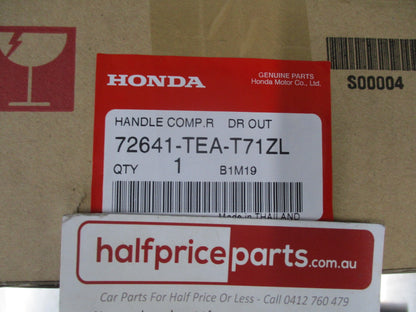 HONDA
GENUINE PARTS
Honda Motor Co., Ltd.
S00004
HANDLE COMP.R DR OUT
72641-TEA-T71ZL
QTY 1 B1M19
Made in THAILAND
halfpriceparts.com.au
Car Parts For Half Price Or Less - Call 0412 760 479